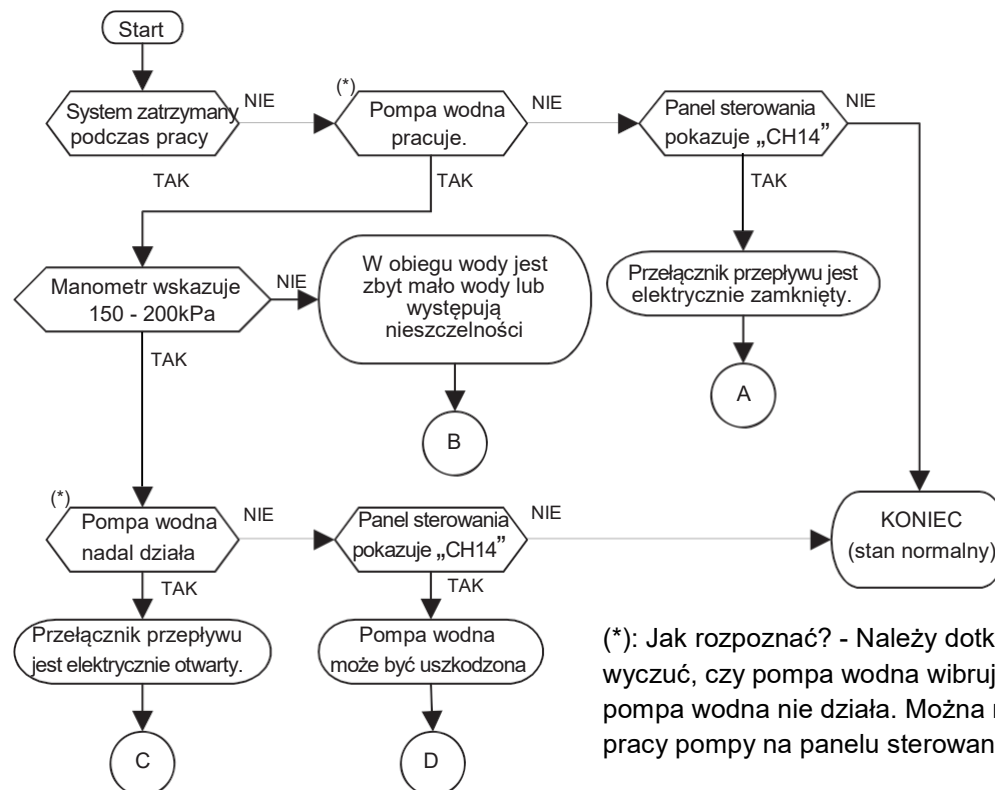 Start
System zatrzymany
podczas pracy
NIE
(*)
Pompa wodna
pracuje.
NIE
Panel sterowania
pokazuje „CH14”
NIE
TAK
TAK
TAK
Manometr wskazuje
150 - 200kPa
NIE
W obiegu wody jest
zbyt mało wody lub
występują
nieszczelności
Przełącznik przepływu jest
elektrycznie zamknięty.
TAK
A
B
(*)
Pompa wodna
nadal działa
NIE
Panel sterowania
pokazuje „CH14”
NIE
KONIEC
(stan normalny)
TAK
TAK
Przełącznik przepływu
jest elektrycznie otwarty.
Pompa wodna
może być uszkodzona
C
D
(*): Jak rozpoznać? - Należy dotk
wyczuć, czy pompa wodna wibruj
pompa wodna nie działa. Można
pracy pompy na panelu sterowan